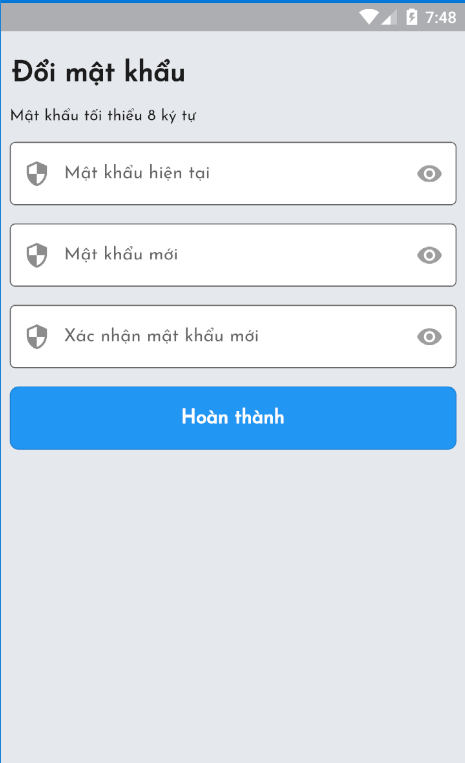 7:48
Đổi mật khẩu
Mật khẩu tối thiểu 8 ký tự
Mật khẩu hiện tại
Mật khẩu mới
Xác nhận mật khẩu mới
Hoàn thành